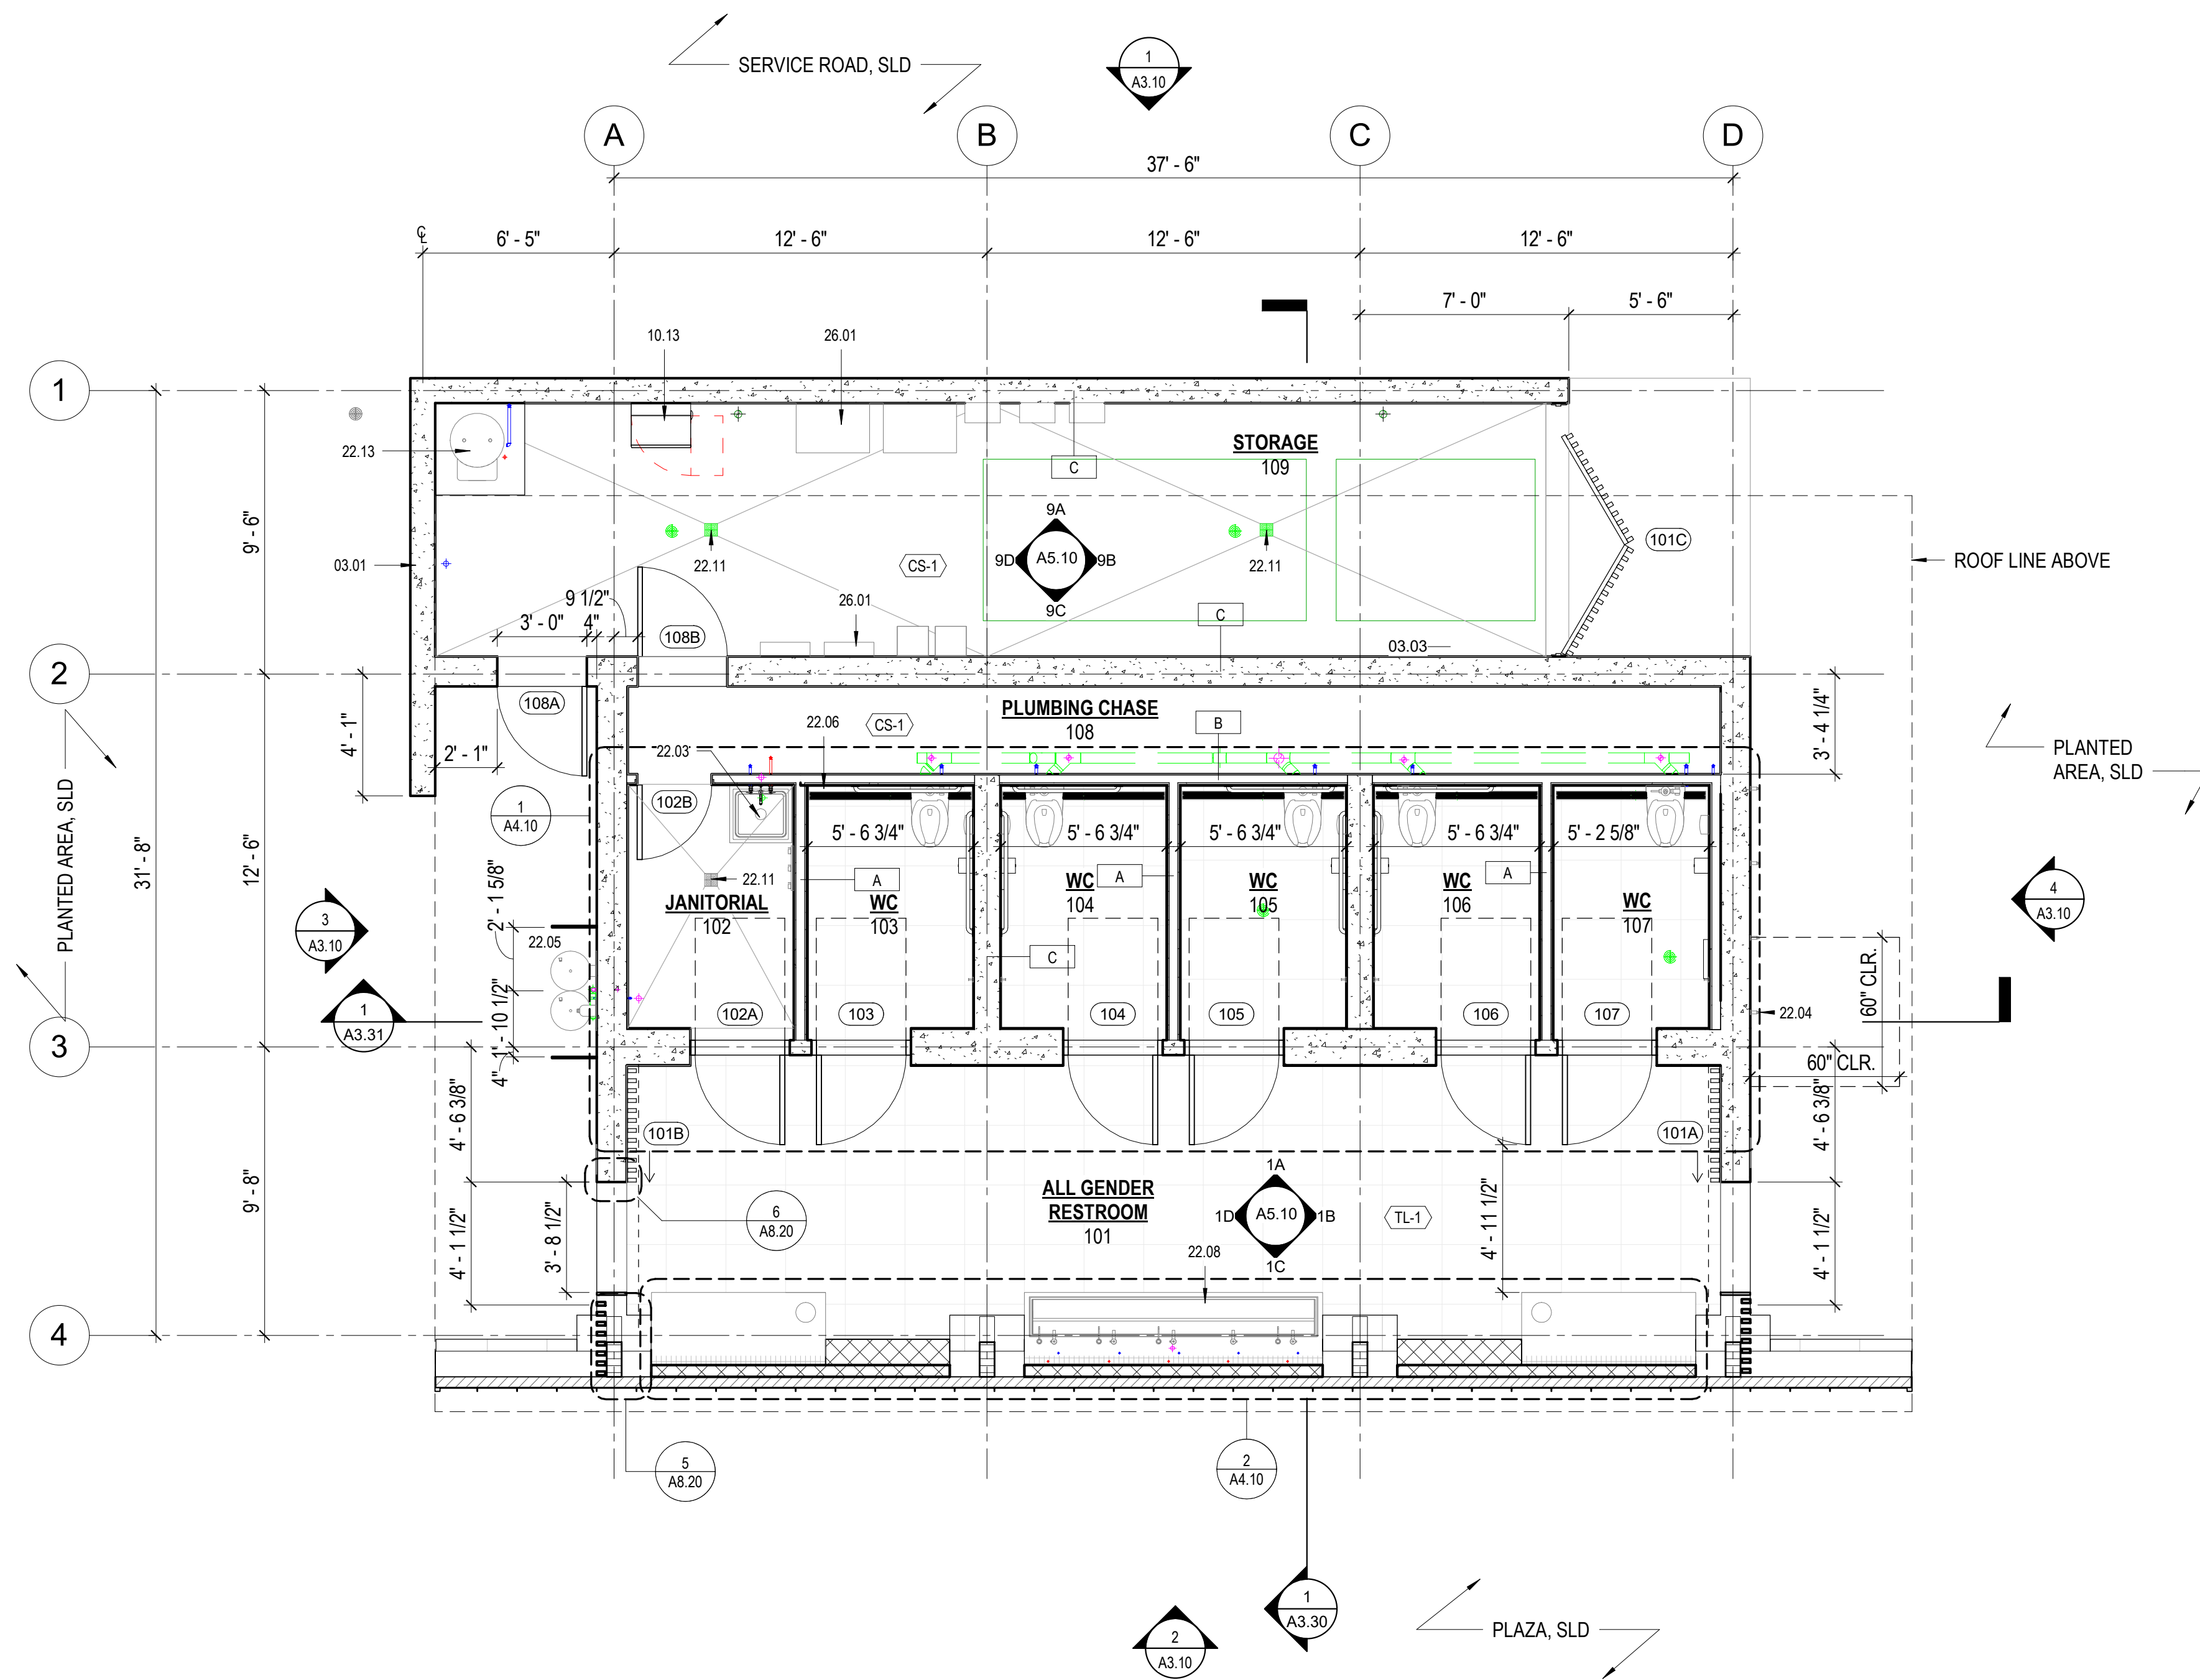 SERVICE ROAD, SLD
1
A3.10
A
B
C
D
37' - 6"
℄
6' - 5"
12' - 6"
12' - 6"
12' - 6"
7' - 0"
5' - 6"
10.13
26.01
1
22.13
STORAGE
109
C
9' - 6"
9A
9D
A5.10
9B
9C
101C
ROOF LINE ABOVE
03.01
22.11
CS-1
22.11
9 1/2"
26.01
3' - 0"
4"
108B
C
03.03
2
108A
PLUMBING CHASE
108
22.06
CS-1
B
4' - 1"
2' - 1"
22.03
3' - 4 1/4"
PLANTED
AREA, SLD
PLANTED AREA, SLD
31' - 8"
12' - 6"
1
A4.10
102B
5' - 6 3/4"
5' - 6 3/4"
5' - 6 3/4"
5' - 6 3/4"
5' - 2 5/8"
22.11
A
A
A
JANITORIAL
102
WC
103
WC
104
WC
105
WC
106
WC
107
4
A3.10
3
A3.10
2' - 1 5/8"
22.05
C
60" CLR.
1
A3.31
1' - 10 1/2"
102A
103
104
105
106
107
22.04
3
4"
60" CLR.
4' - 6 3/8"
101B
101A
4' - 6 3/8"
9' - 8"
ALL GENDER
RESTROOM
101
1A
1D
A5.10
1B
1C
TL-1
4' - 11 1/2"
6
A8.20
4' - 1 1/2"
3' - 8 1/2"
22.08
4' - 1 1/2"
4
5
A8.20
2
A4.10
1
A3.30
2
A3.10
PLAZA, SLD